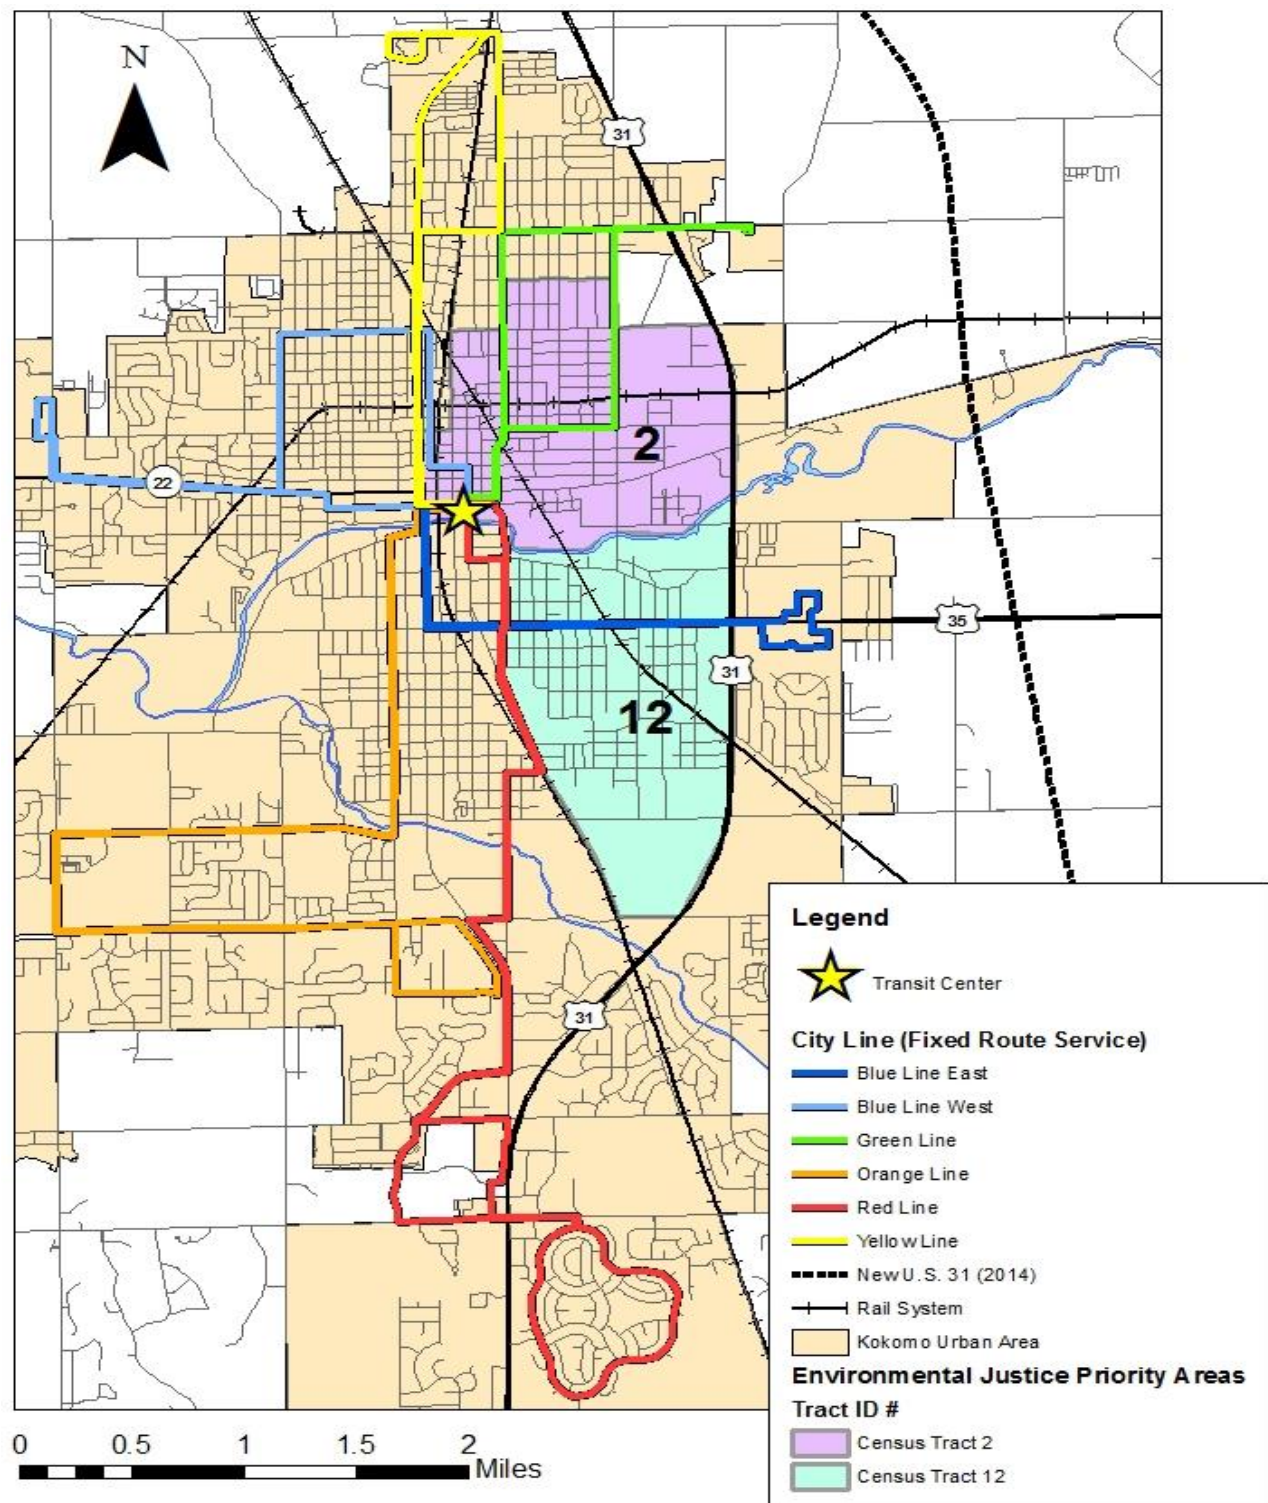 N
31
2
22
35
31
12
31
Legend
Transit Center
City Line (Fixed Route Service)
Blue Line East
Blue Line West
Green Line
Orange Line
Red Line
Yellow Line
New U.S. 31 (2014)
Rail System
Kokomo Urban Area
Environmental Justice Priority Areas
Tract ID #
Census Tract 2
Census Tract 12
0 0.5 1 1.5 2
Miles